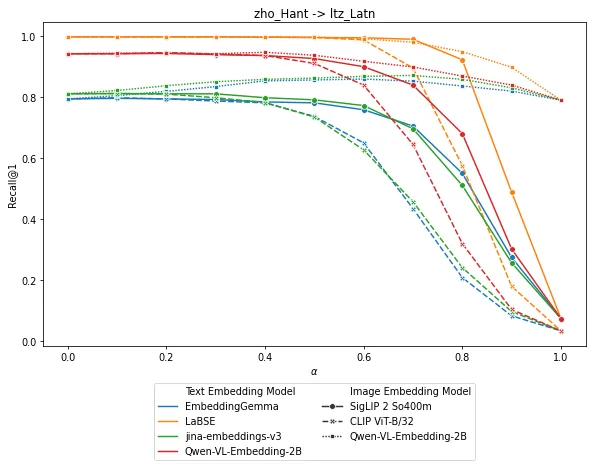 zho_Hant -> ltz_Latn
1.0
0.8
0.6
0.4
0.2
0.0
Recall@1
0.0 0.2 0.4 0.6 0.8 1.0
α
Text Embedding Model Image Embedding Model
EmbeddingGemma SigLIP 2 So400m
LaBSE CLIP ViT-B/32
jina-embeddings-v3 Qwen-VL-Embedding-2B
Qwen-VL-Embedding-2B